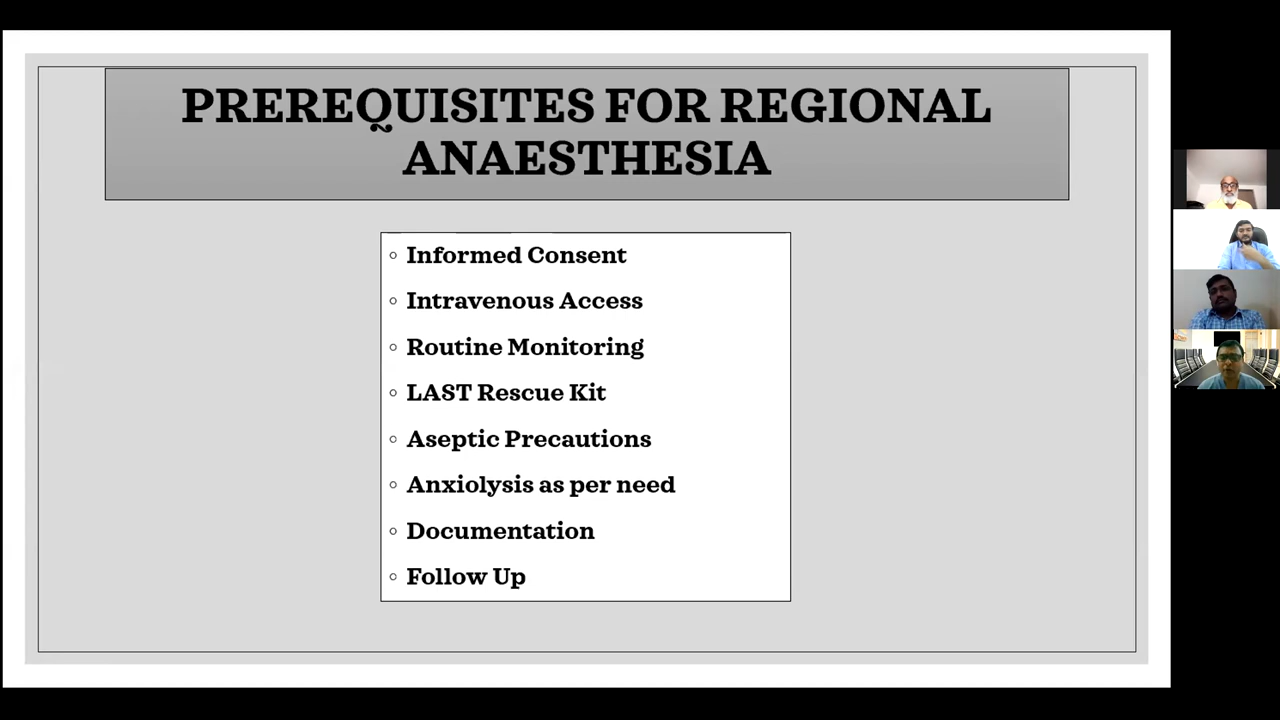 PREREQUISITES FOR REGIONAL
ANAESTHESIA
◦ Informed Consent
◦ Intravenous Access
◦ Routine Monitoring
◦ LAST Rescue Kit
◦ Aseptic Precautions
◦ Anxiolysis as per need
◦ Documentation
◦ Follow Up